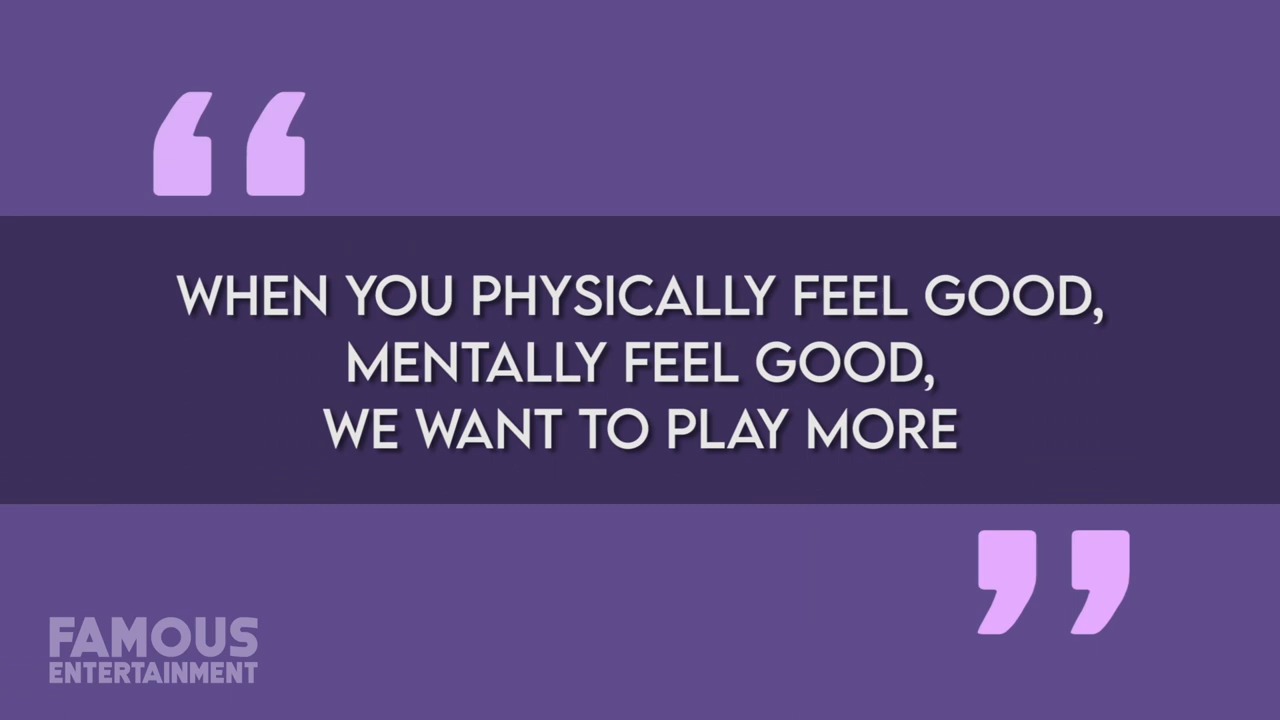 WHEN YOU PHYSICALLY FEEL GOOD,
MENTALLY FEEL GOOD,
WE WANT TO PLAY MORE
FAMOUS
ENTERTAINMENT